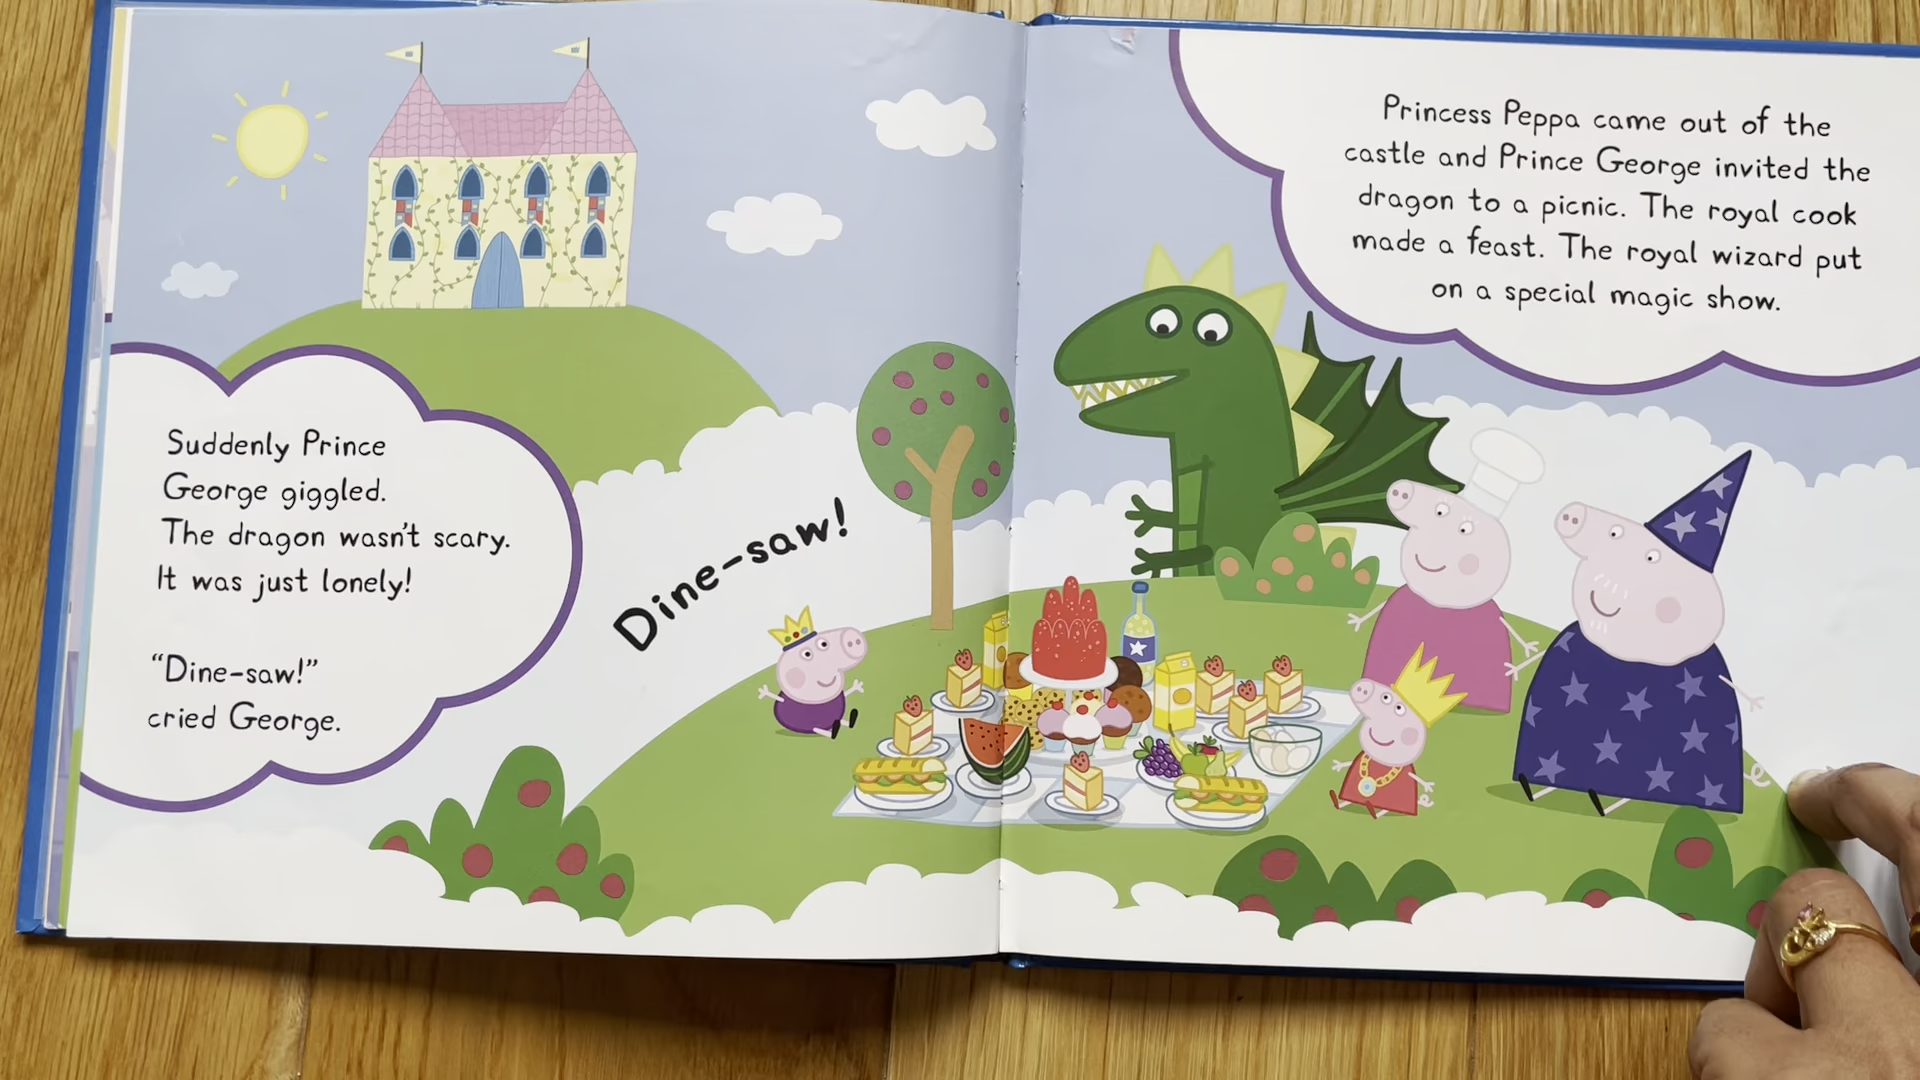 Suddenly Prince
George giggled.
The dragon wasn't scary.
It was just lonely!
“Dine-saw!”
cried George.
Dine-saw!
Princess Peppa came out of the
castle and Prince George invited the
dragon to a picnic. The royal cook
made a feast. The royal wizard put
on a special magic show.